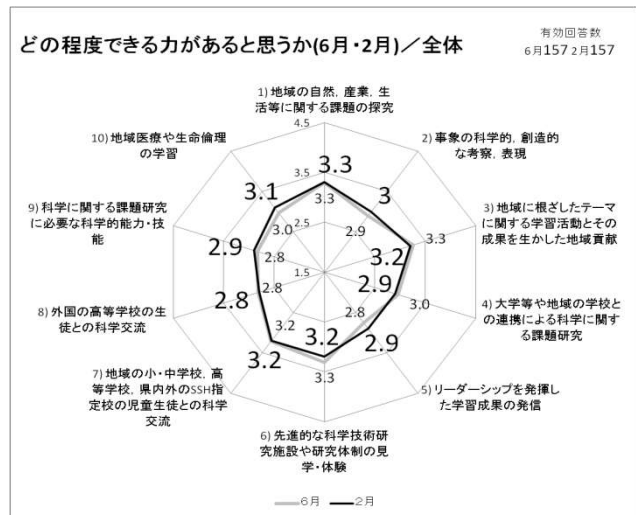 どの程度できる力があると思うか(6月・2月)／全体
有効回答数
6月157 2月157
1) 地域の自然, 産業, 生
活等に関する課題の探究
4.5
3.5
2.5
1.5
10) 地域医療や生命倫理
の学習
2) 事象の科学的, 創造的
な考察, 表現
9) 科学に関する課題研究
に必要な科学的能力・技
能
3) 地域に根ざしたテーマ
に関する学習活動とその
成果を生かした地域貢献
8) 外国の高等学校の生
徒との科学交流
4) 大学等や地域の学校と
の連携による科学に関す
る課題研究
7) 地域の小・中学校, 高
等学校, 県内外のSSH指
定校の児童生徒との科学
交流
5) リーダーシップを発揮し
た学習成果の発信
6) 先進的な科学技術研
究施設や研究体制の見
学・体験
3.3
3.3
3
2.9
3.2
3.3
2.9
3.0
2.9
2.8
3.2
3.3
3.2
3.2
2.8
2.8
2.9
2.8
3.1
3.0
6月
2月